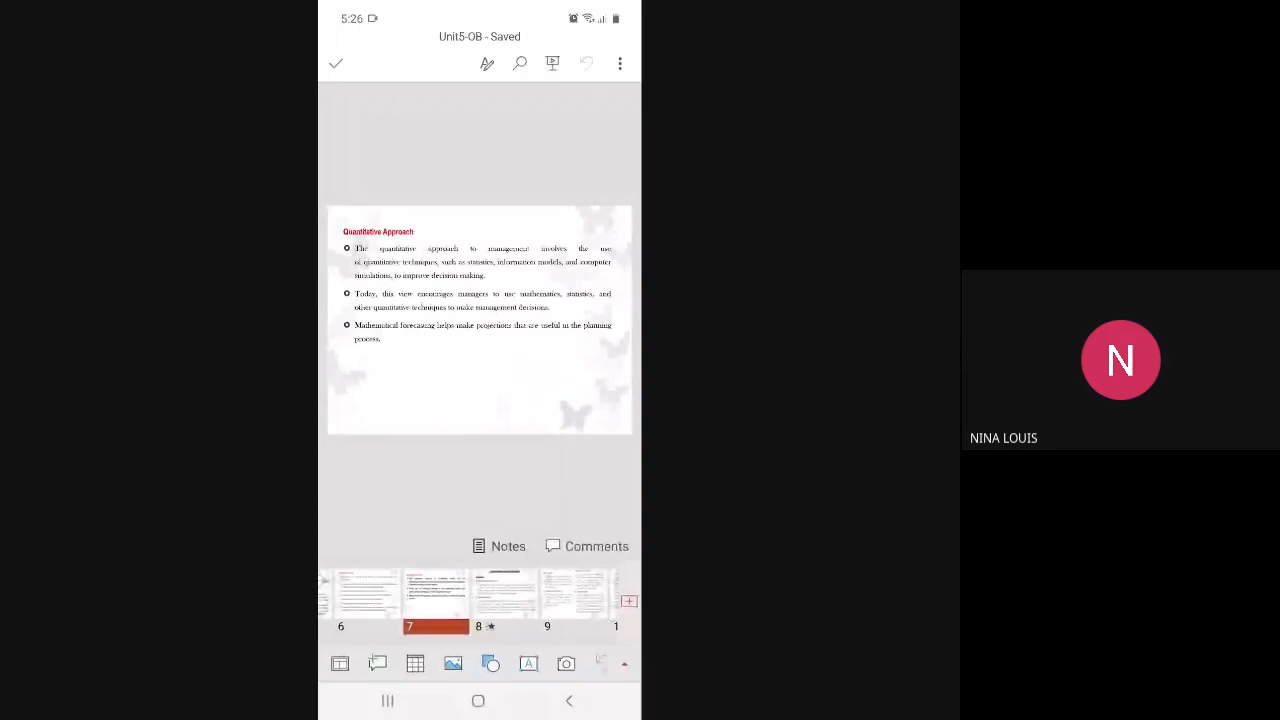 5:26
Unit5-OB - Saved
Quantitative Approach
The quantitative approach to management involves the use
of quantitative techniques, such as statistics, information models, and computer
simulations, to improve decision making.
Today, this view encourages managers to use mathematics, statistics, and
other quantitative techniques to make management decisions.
Mathematical forecasting helps make projections that are useful in the planning
process.
Notes
Comments
6
7
8
9
1
N
NINA LOUIS